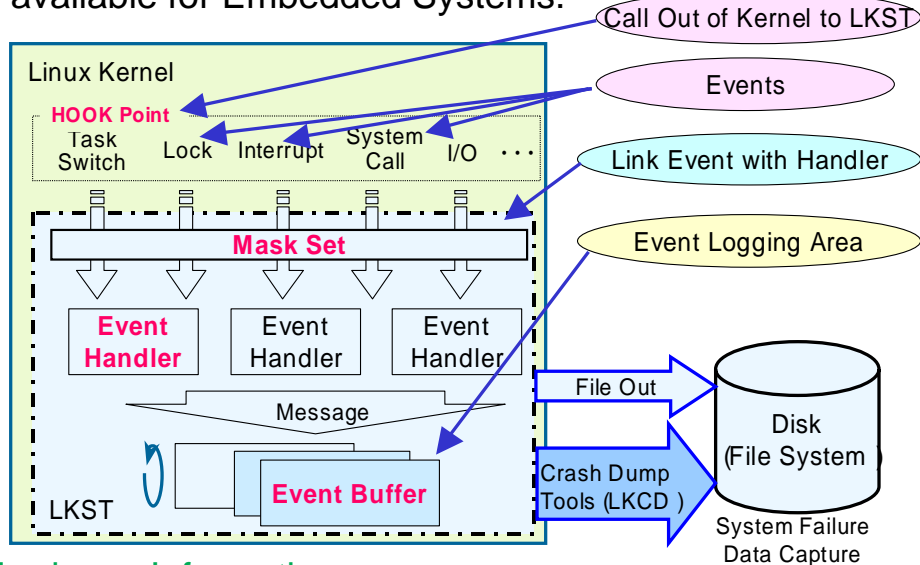 available for Embedded Systems.
Call Out of Kernel to LKST
Linux Kernel
Events
HOOK Point
Task
Switch
Lock
Interrupt
System
Call
I/O
・・・
Link Event with Handler
Mask Set
Event Logging Area
Event
Handler
Event
Handler
Event
Handler
File Out
Message
Disk
(File System )
Crash Dump
Tools (LKCD )
Event Buffer
LKST
System Failure
Data Capture